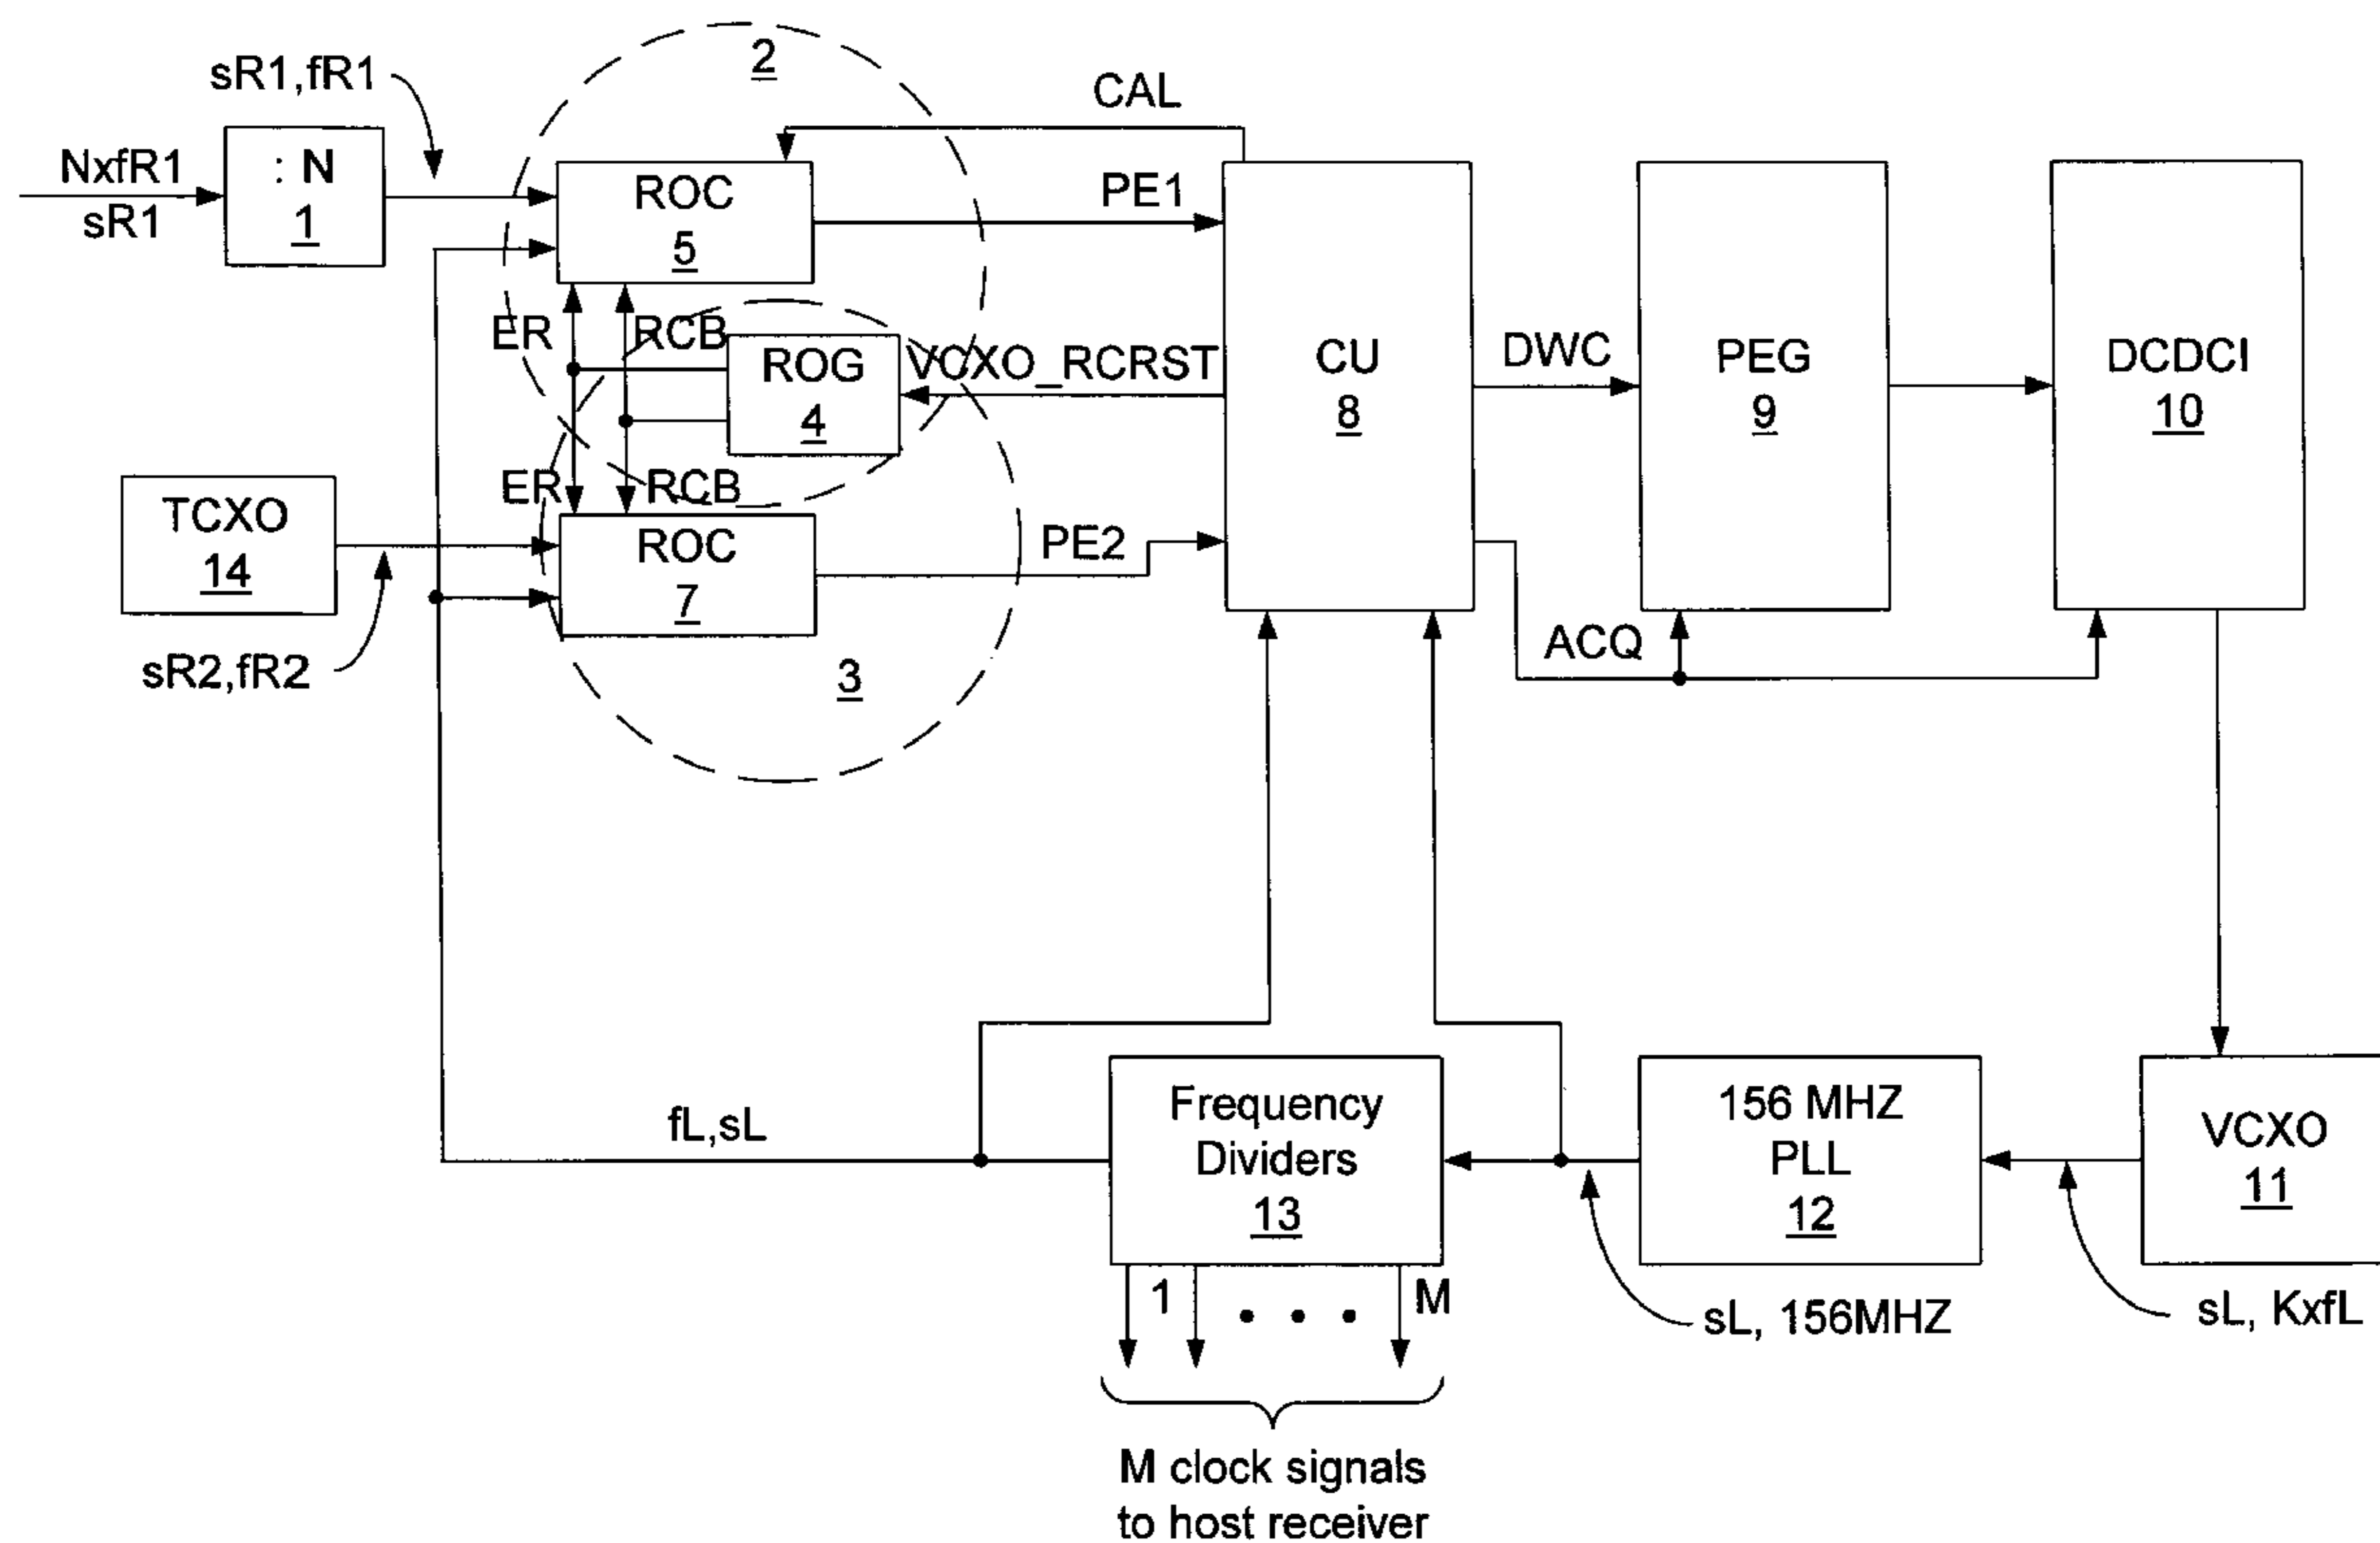 2
sR1,fR1
CAL
NxfR1
sR1
: N
1
ROC
5
PE1
ER
RCB
ROG
4
VCXO_RCRST
CU
8
DWC
PEG
9
DCDCI
10
ER
RCB
TCXO
14
ROC
7
PE2
ACQ
sR2,fR2
3
fL,sL
Frequency
Dividers
13
156 MHZ
PLL
12
VCXO
11
1
M
sL, 156MHZ
sL, KxfL
M clock signals
to host receiver